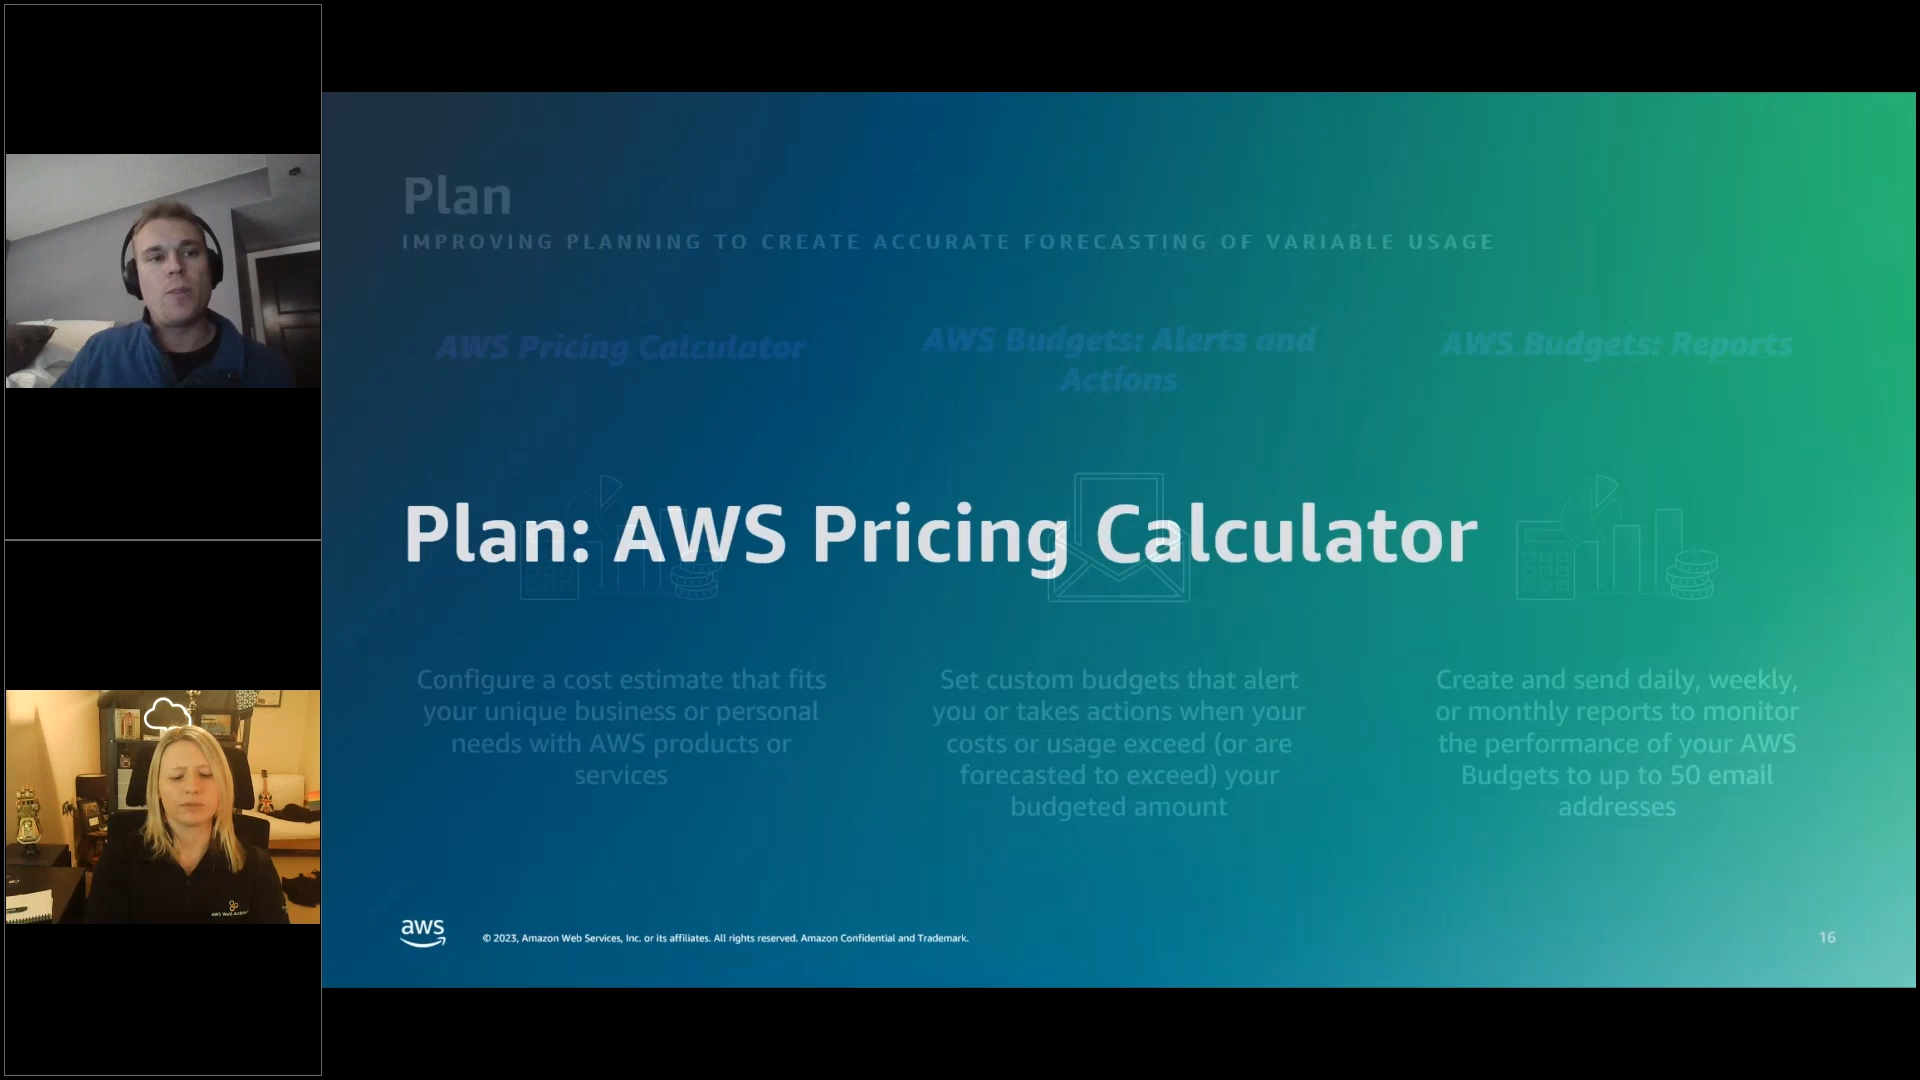 Plan
IMPROVING PLANNING TO CREATE ACCURATE FORECASTING OF VARIABLE USAGE
AWS Pricing Calculator
AWS Budgets: Alerts and
Actions
AWS Budgets: Reports
Plan: AWS Pricing Calculator
Configure a cost estimate that fits
your unique business or personal
needs with AWS products or
services
Set custom budgets that alert
you or takes actions when your
costs or usage exceed (or are
forecasted to exceed) your
budgeted amount
Create and send daily, weekly,
or monthly reports to monitor
the performance of your AWS
Budgets to up to 50 email
addresses
aws
© 2023, Amazon Web Services, Inc. or its affiliates. All rights reserved. Amazon Confidential and Trademark.
16